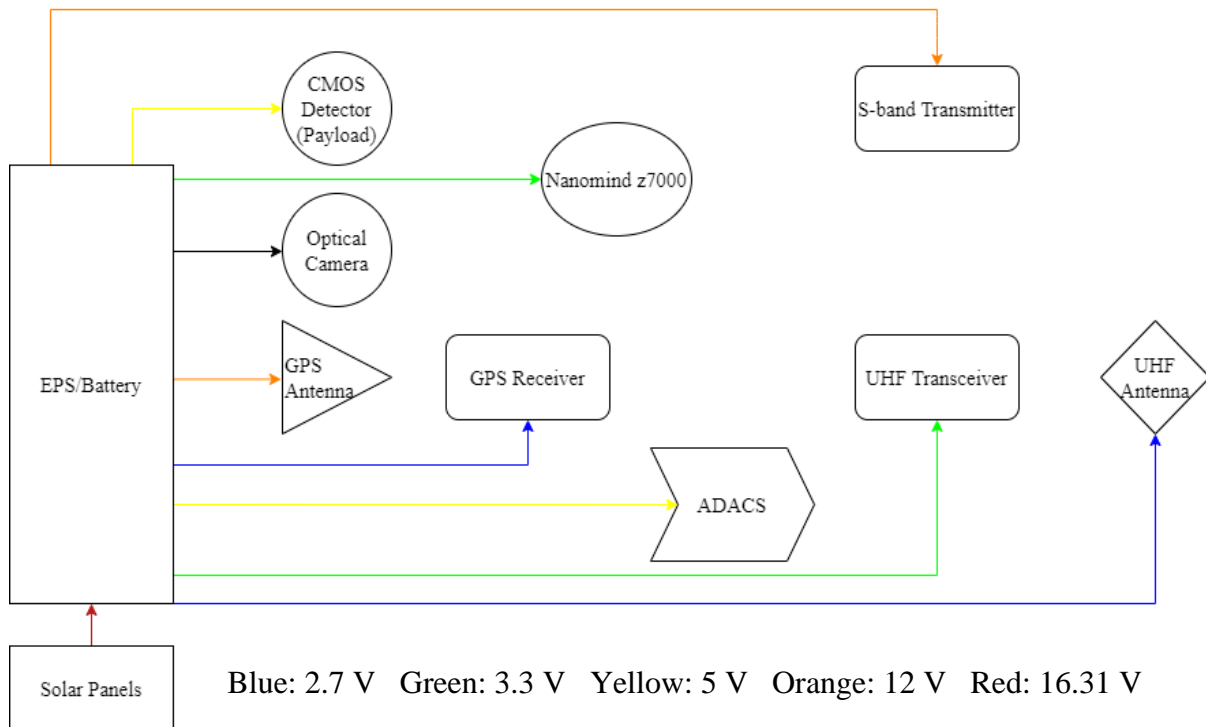 CMOS
Detector
(Payload)
S-band Transmitter
Nanomind z7000
Optical
Camera
EPS/Battery
GPS
Antenna
GPS Receiver
UHF Transceiver
UHF
Antenna
ADACS
Solar Panels
Blue: 2.7 V Green: 3.3 V Yellow: 5 V Orange: 12 V Red: 16.31 V